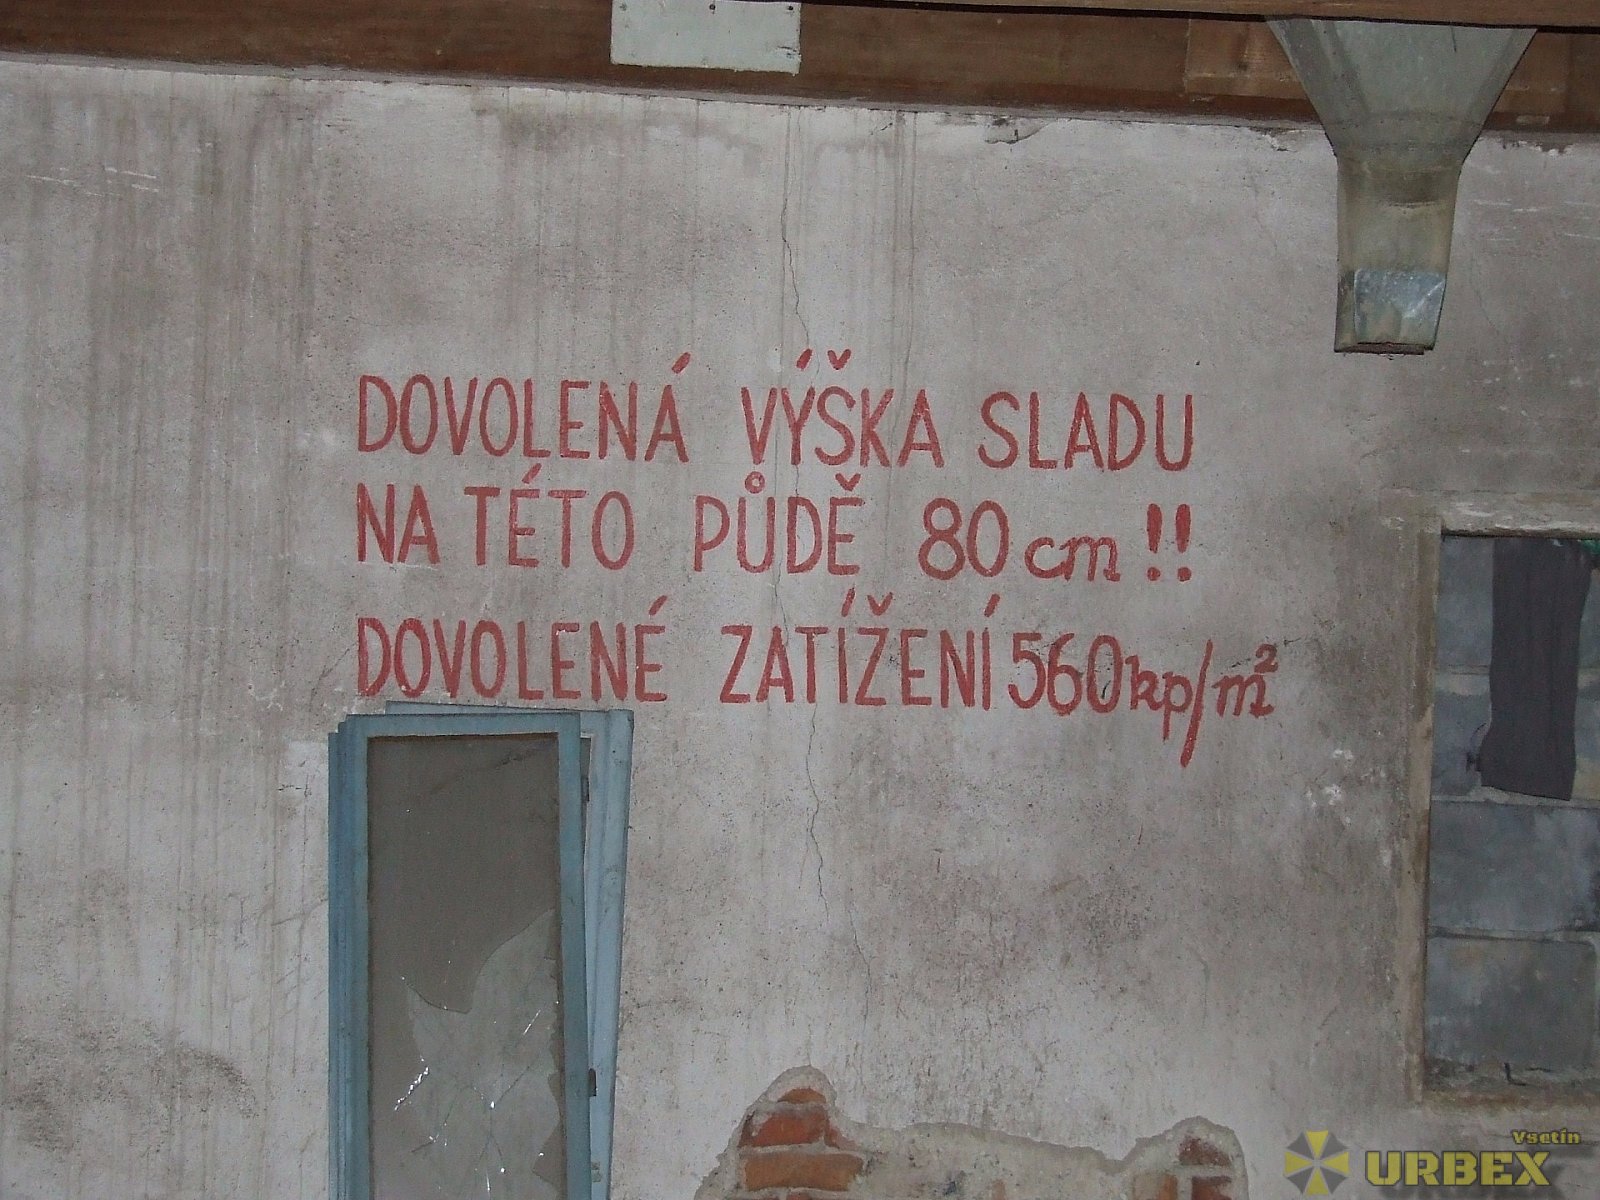 DOVOLENÁ VÝŠKA SLADU
NA TÉTO PŮDĚ 80 cm !!
DOVOLENÉ ZATÍŽENÍ 560 kp/m²
Vsetín
URBEX